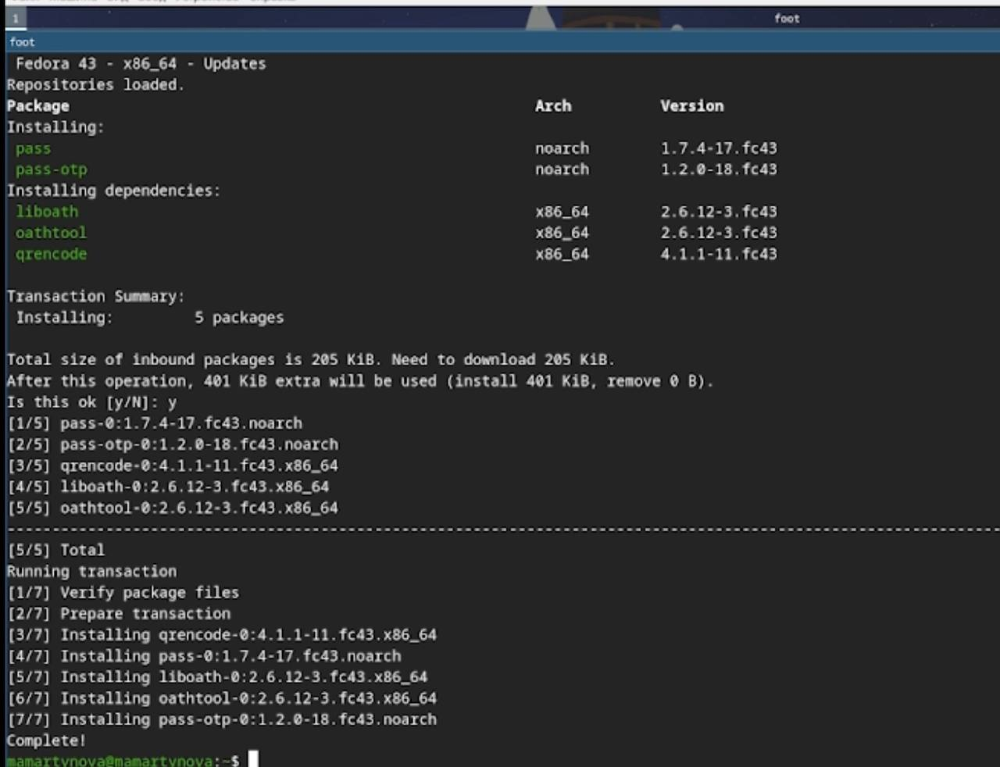 1 foot
foot
Fedora 43 - x86_64 - Updates
Repositories loaded.
Package Arch Version
Installing:
pass noarch 1.7.4-17.fc43
pass-otp noarch 1.2.0-18.fc43
Installing dependencies:
liboath x86_64 2.6.12-3.fc43
oathtool x86_64 2.6.12-3.fc43
qrencode x86_64 4.1.1-11.fc43
Transaction Summary:
Installing: 5 packages
Total size of inbound packages is 205 KiB. Need to download 205 KiB.
After this operation, 401 KiB extra will be used (install 401 KiB, remove 0 B).
Is this ok [y/N]: y
[1/5] pass-0:1.7.4-17.fc43.noarch
[2/5] pass-otp-0:1.2.0-18.fc43.noarch
[3/5] qrencode-0:4.1.1-11.fc43.x86_64
[4/5] liboath-0:2.6.12-3.fc43.x86_64
[5/5] oathtool-0:2.6.12-3.fc43.x86_64
--------------------------------------------------------------------------------
[5/5] Total
Running transaction
[1/7] Verify package files
[2/7] Prepare transaction
[3/7] Installing qrencode-0:4.1.1-11.fc43.x86_64
[4/7] Installing pass-0:1.7.4-17.fc43.noarch
[5/7] Installing liboath-0:2.6.12-3.fc43.x86_64
[6/7] Installing oathtool-0:2.6.12-3.fc43.x86_64
[7/7] Installing pass-otp-0:1.2.0-18.fc43.noarch
Complete!
mamartynova@mamartynova:~$